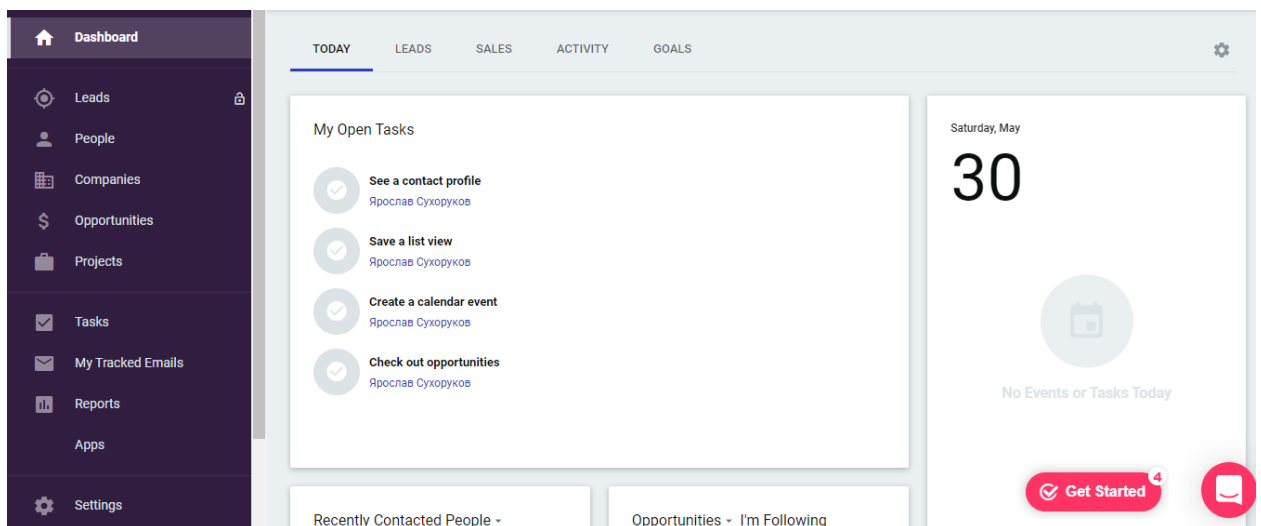 Dashboard
Leads
People
Companies
Opportunities
Projects
Tasks
My Tracked Emails
Reports
Apps
Settings
TODAY LEADS SALES ACTIVITY GOALS
My Open Tasks
See a contact profile
Ярослав Сухоруков
Save a list view
Ярослав Сухоруков
Create a calendar event
Ярослав Сухоруков
Check out opportunities
Ярослав Сухоруков
Saturday, May
30
No Events or Tasks Today
Recently Contacted People
Opportunities I'm Following
Get Started 4